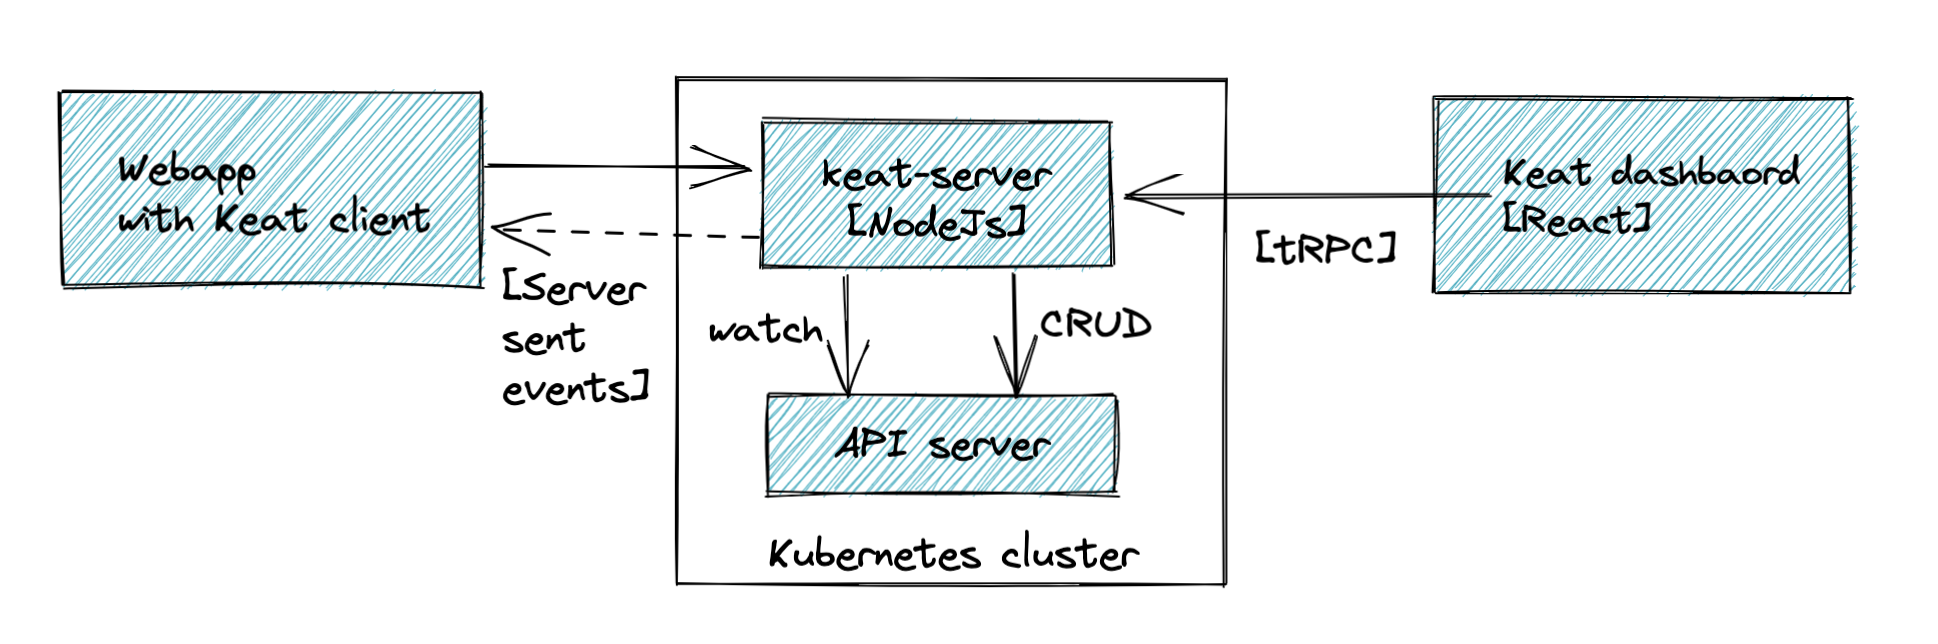 Webapp
with Keat client
[Server
sent
events]
keat-server
[NodeJs]
watch
CRUD
API server
Kubernetes cluster
[tRPC]
Keat dashbaord
[React]